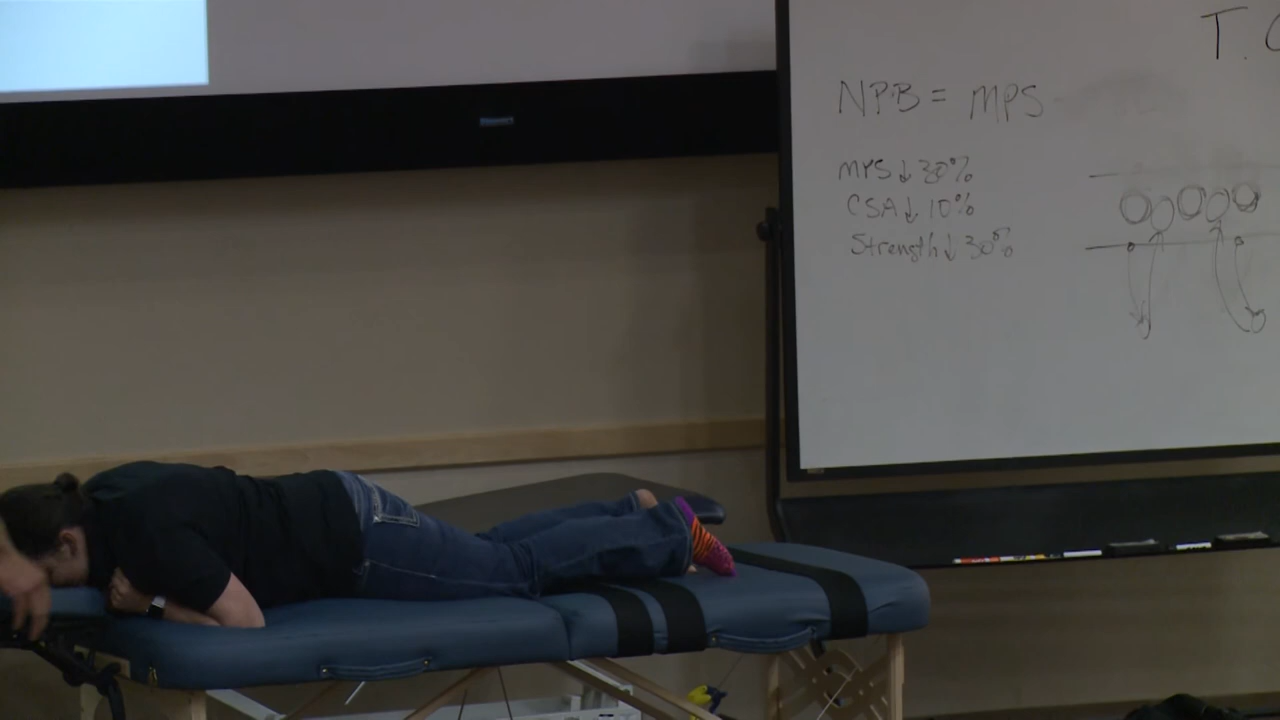 T.
NPB = MPS
MPS ↓ 30%
CSA ↓ 10%
Strength ↓ 30%